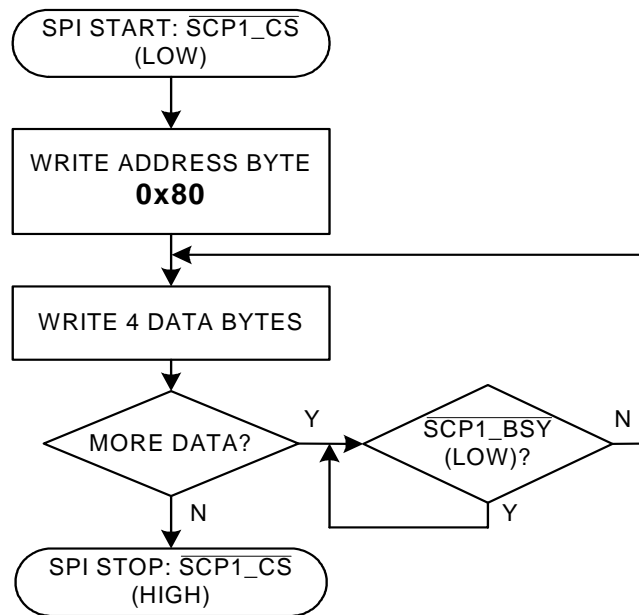 SPI START: SCP1_CS
(LOW)
WRITE ADDRESS BYTE
0x80
WRITE 4 DATA BYTES
MORE DATA?
Y
SCP1_BSY
(LOW)?
N
Y
N
SPI STOP: SCP1_CS
(HIGH)